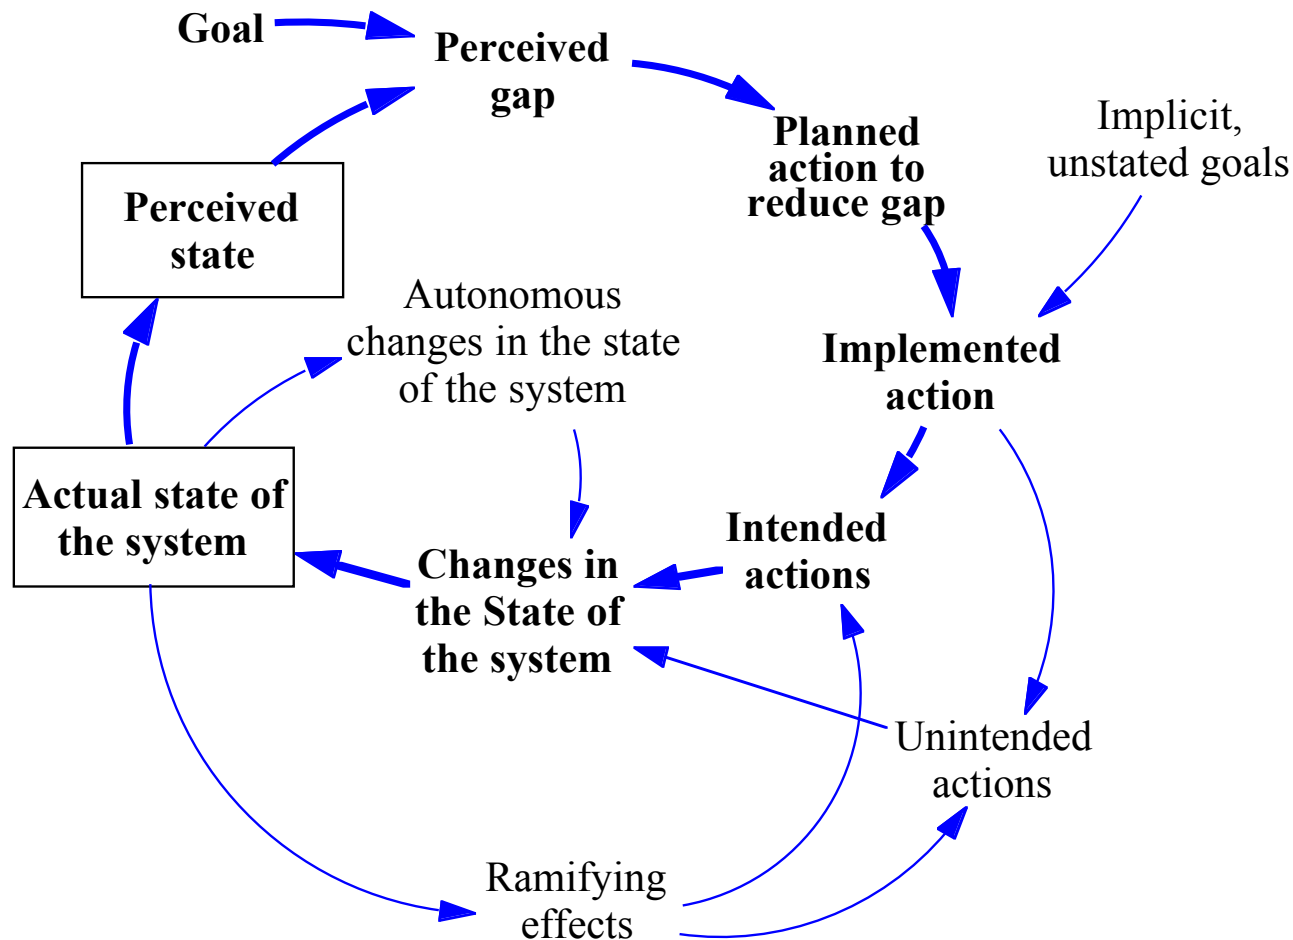 Goal
Perceived
gap
Planned
action to
reduce gap
Implicit,
unstated goals
Perceived
state
Autonomous
changes in the state
of the system
Implemented
action
Actual state of
the system
Intended
actions
Changes in
the State of
the system
Unintended
actions
Ramifying
effects